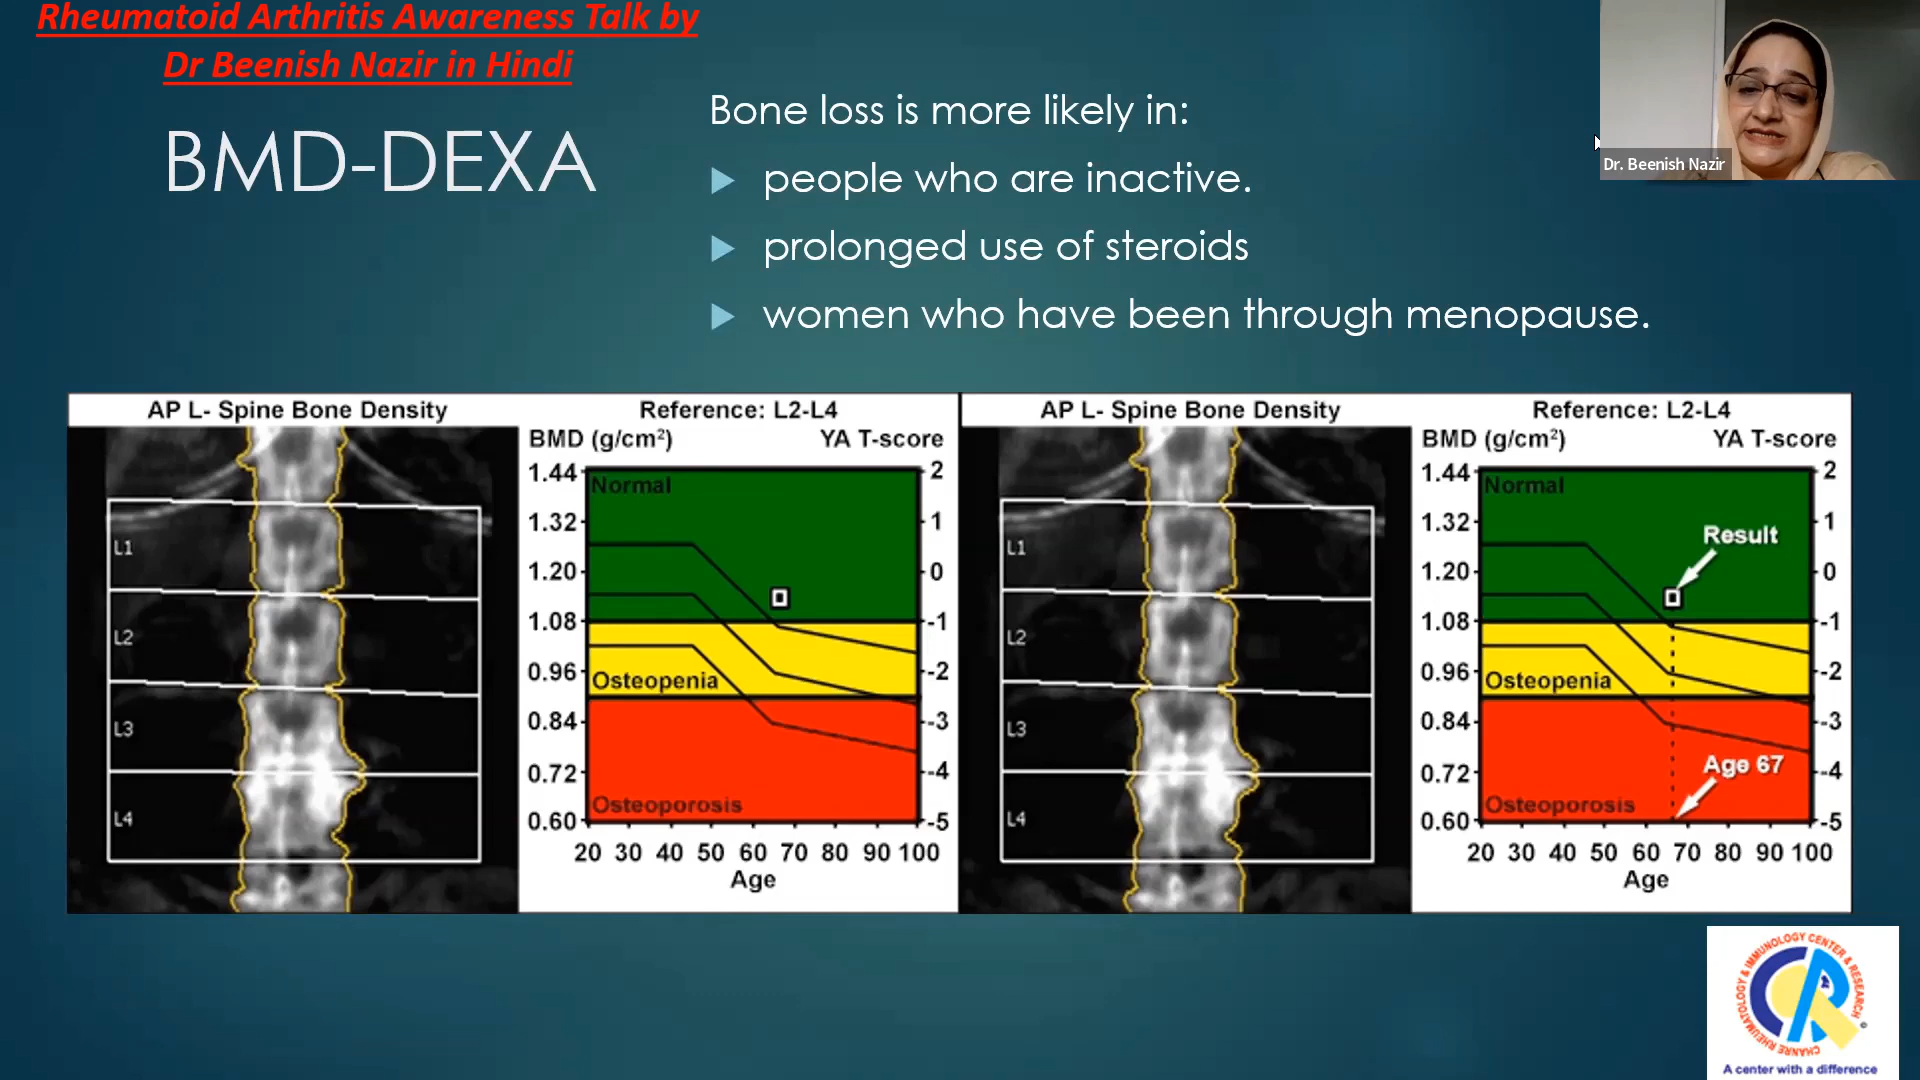 Rheumatoid Arthritis Awareness Talk by
Dr Beenish Nazir in Hindi
BMD-DEXA
Bone loss is more likely in:
people who are inactive.
prolonged use of steroids
women who have been through menopause.
Dr. Beenish Nazir
AP L- Spine Bone Density
L1
L2
L3
L4
Reference: L2-L4
BMD (g/cm²) YA T-score
Normal
Osteopenia
Osteoporosis
1.44 2
1.32 1
1.20 0
1.08 -1
0.96 -2
0.84 -3
0.72 -4
0.60 -5
20 30 40 50 60 70 80 90 100
Age
AP L- Spine Bone Density
L1
L2
L3
L4
Reference: L2-L4
BMD (g/cm²) YA T-score
Normal
Result
Osteopenia
Age 67
Osteoporosis
1.44 2
1.32 1
1.20 0
1.08 -1
0.96 -2
0.84 -3
0.72 -4
0.60 -5
20 30 40 50 60 70 80 90 100
Age
CHANRE RHEUMATOLOGY & IMMUNOLOGY CENTER & RESEARCH
A center with a difference